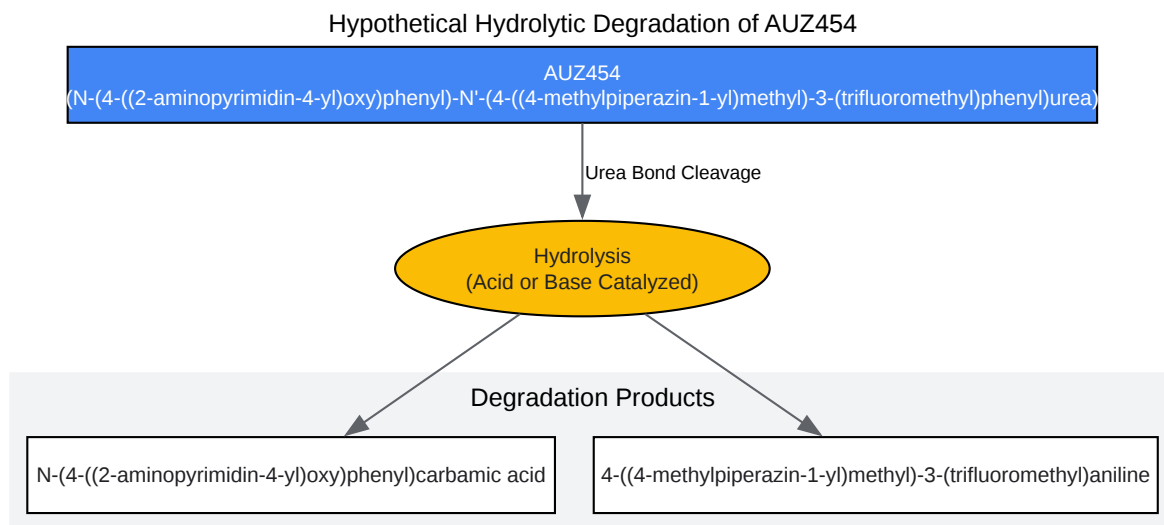 Hypothetical Hydrolytic Degradation of AUZ454
AUZ454
(N-(4-((2-aminopyrimidin-4-yl)oxy)phenyl)-N'-(4-((4-methylpiperazin-1-yl)methyl)-3-(trifluoromethyl)phenyl)urea)
Urea Bond Cleavage
Hydrolysis
(Acid or Base Catalyzed)
Degradation Products
N-(4-((2-aminopyrimidin-4-yl)oxy)phenyl)carbamic acid
4-((4-methylpiperazin-1-yl)methyl)-3-(trifluoromethyl)aniline